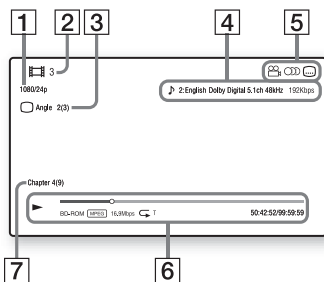 1 2 3 4 5
3
1080/24p
2:English Dolby Digital 5.1ch 48kHz 192Kbps
Angle 2(3)
Chapter 4(9)
BD-ROM MPEG 16.9Mbps T 50:42:52/99:59:59
7 6